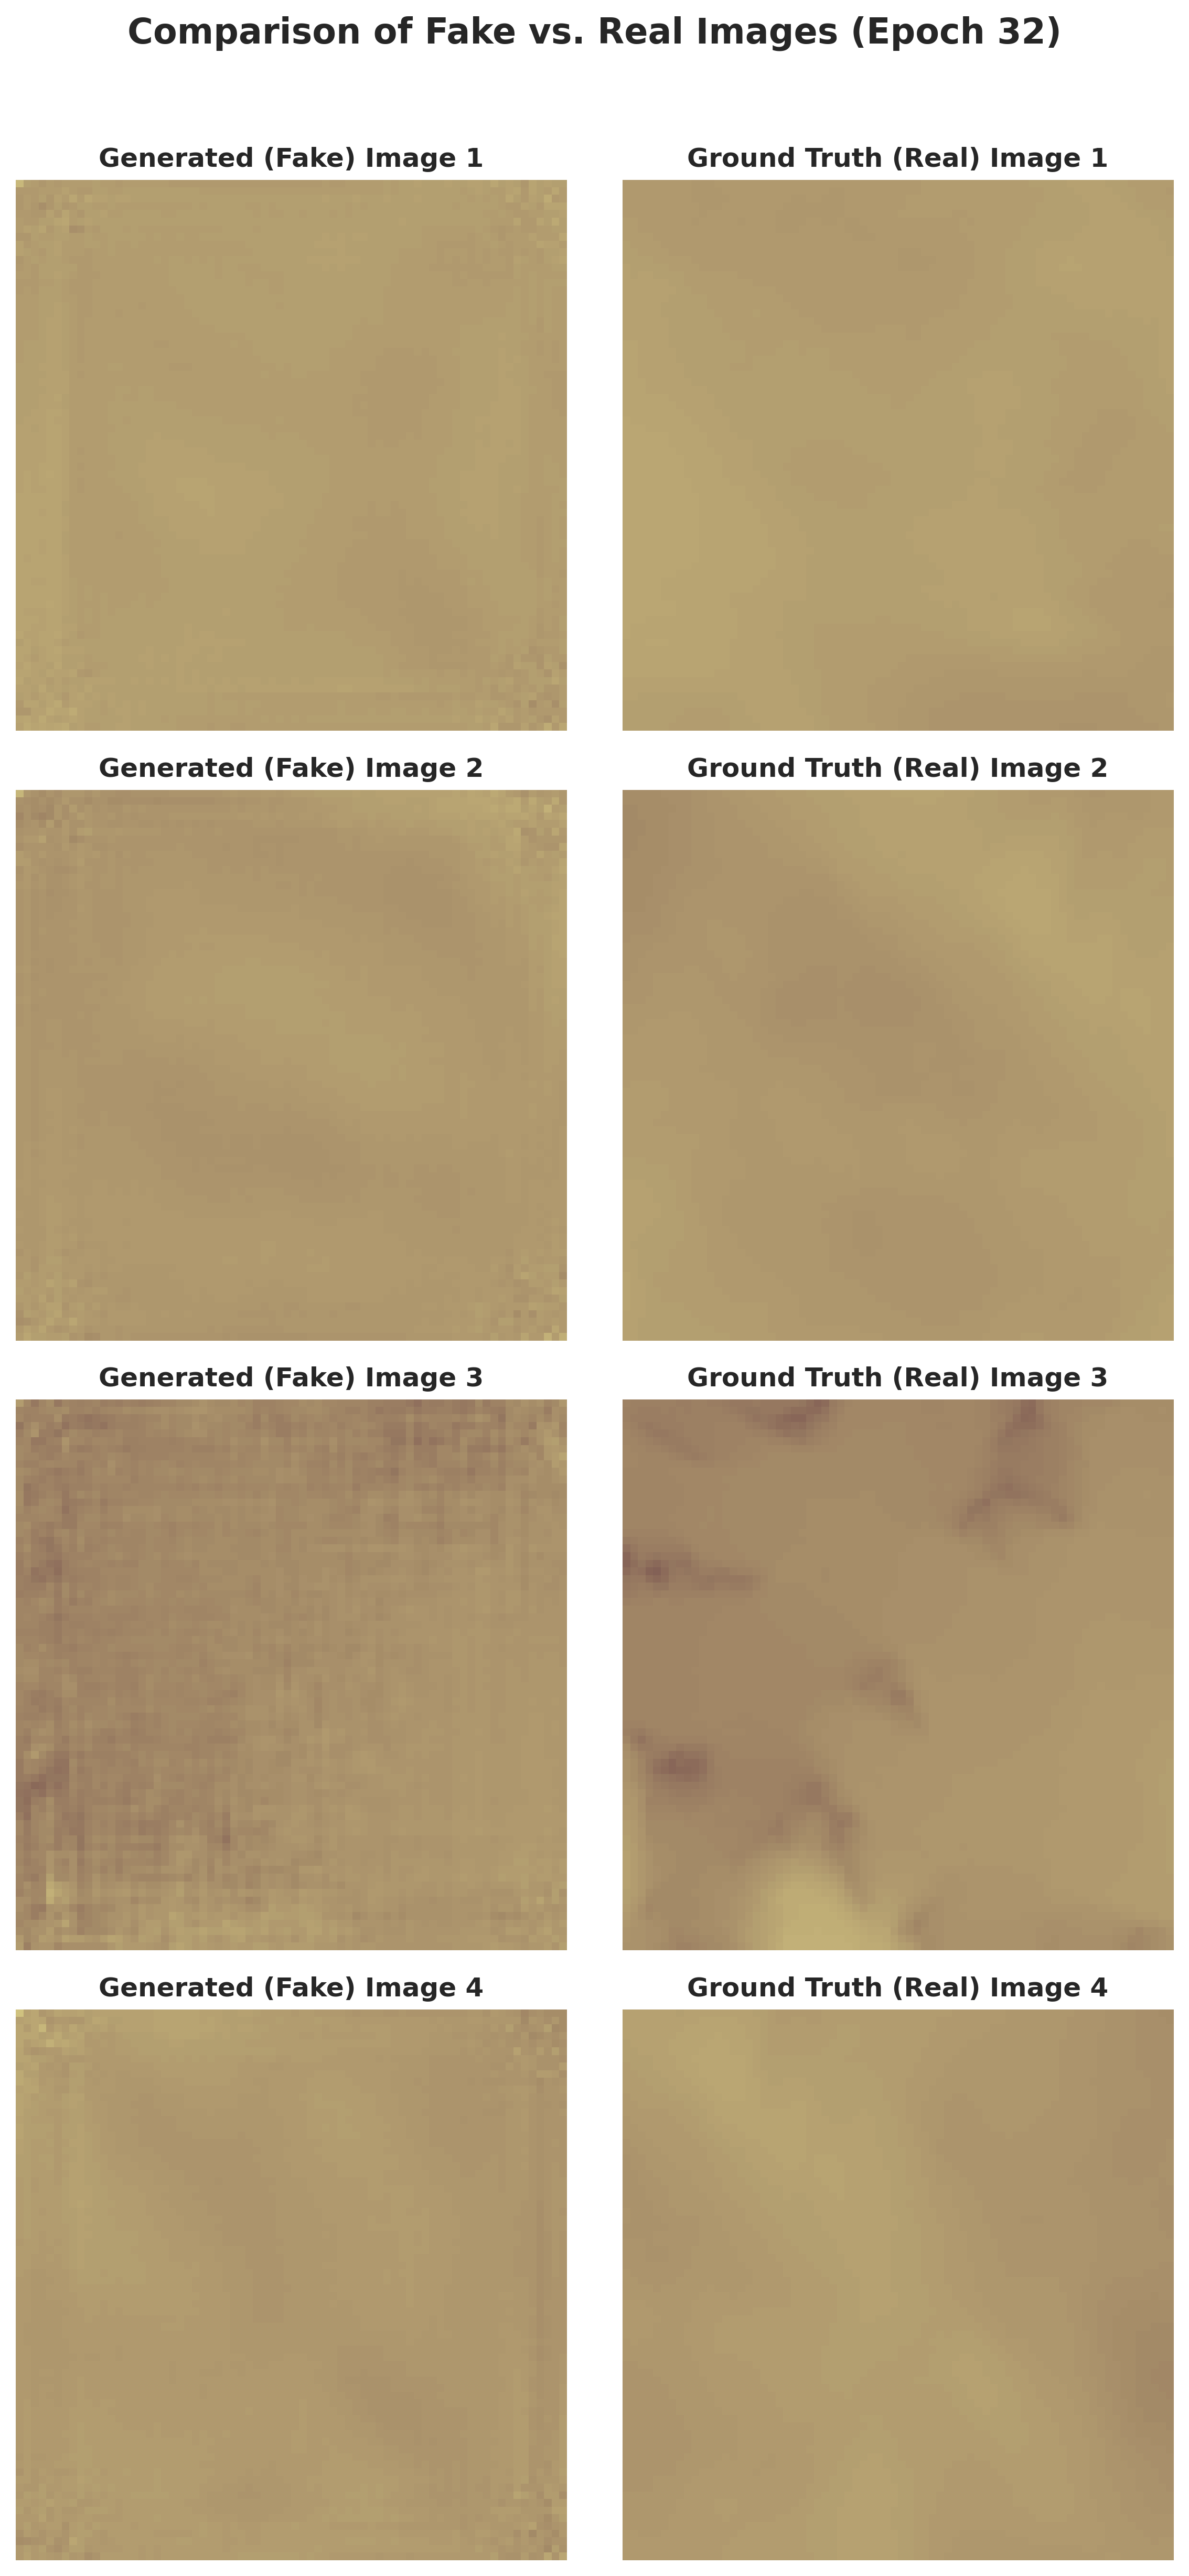 Comparison of Fake vs. Real Images (Epoch 32)
Generated (Fake) Image 1
Ground Truth (Real) Image 1
Generated (Fake) Image 2
Ground Truth (Real) Image 2
Generated (Fake) Image 3
Ground Truth (Real) Image 3
Generated (Fake) Image 4
Ground Truth (Real) Image 4